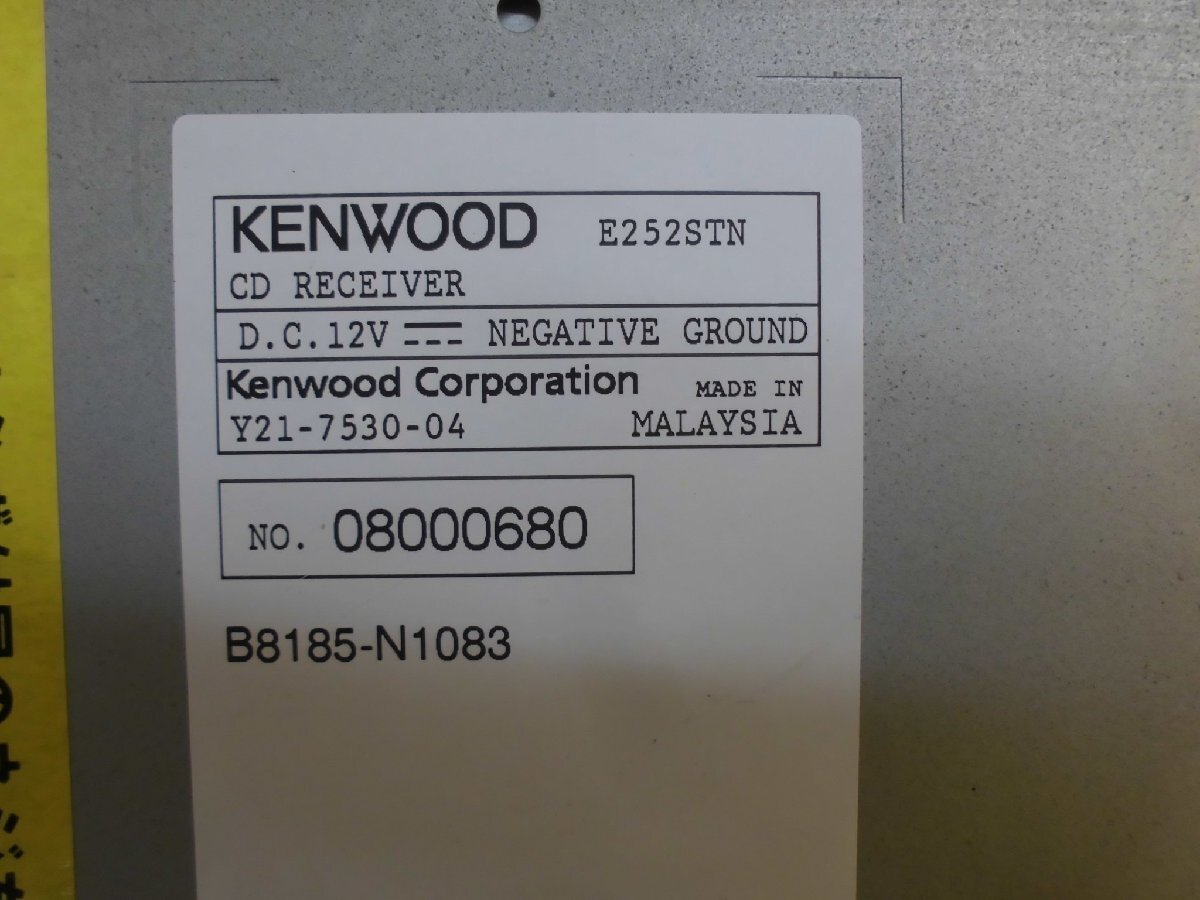 KENWOOD E252STN
CD RECEIVER
D.C.12V NEGATIVE GROUND
Kenwood Corporation MADE IN
Y21-7530-04 MALAYSIA
NO. 08000680
B8185-N1083